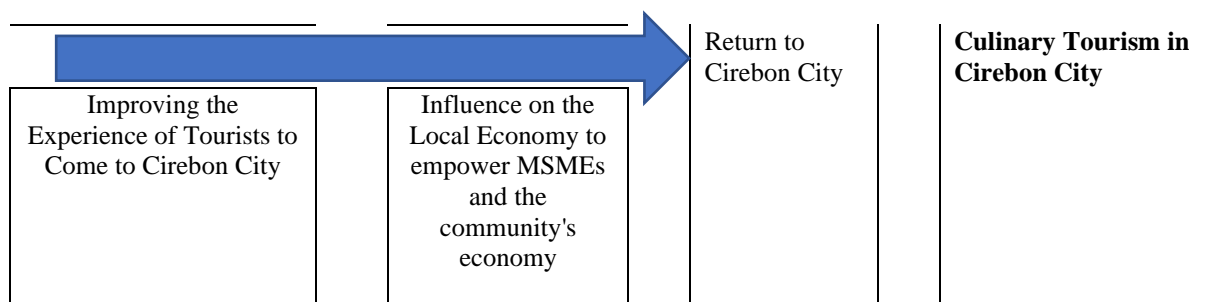 Improving the
Experience of Tourists to
Come to Cirebon City
Influence on the
Local Economy to
empower MSMEs
and the
community's
economy
Return to
Cirebon City
Culinary Tourism in
Cirebon City